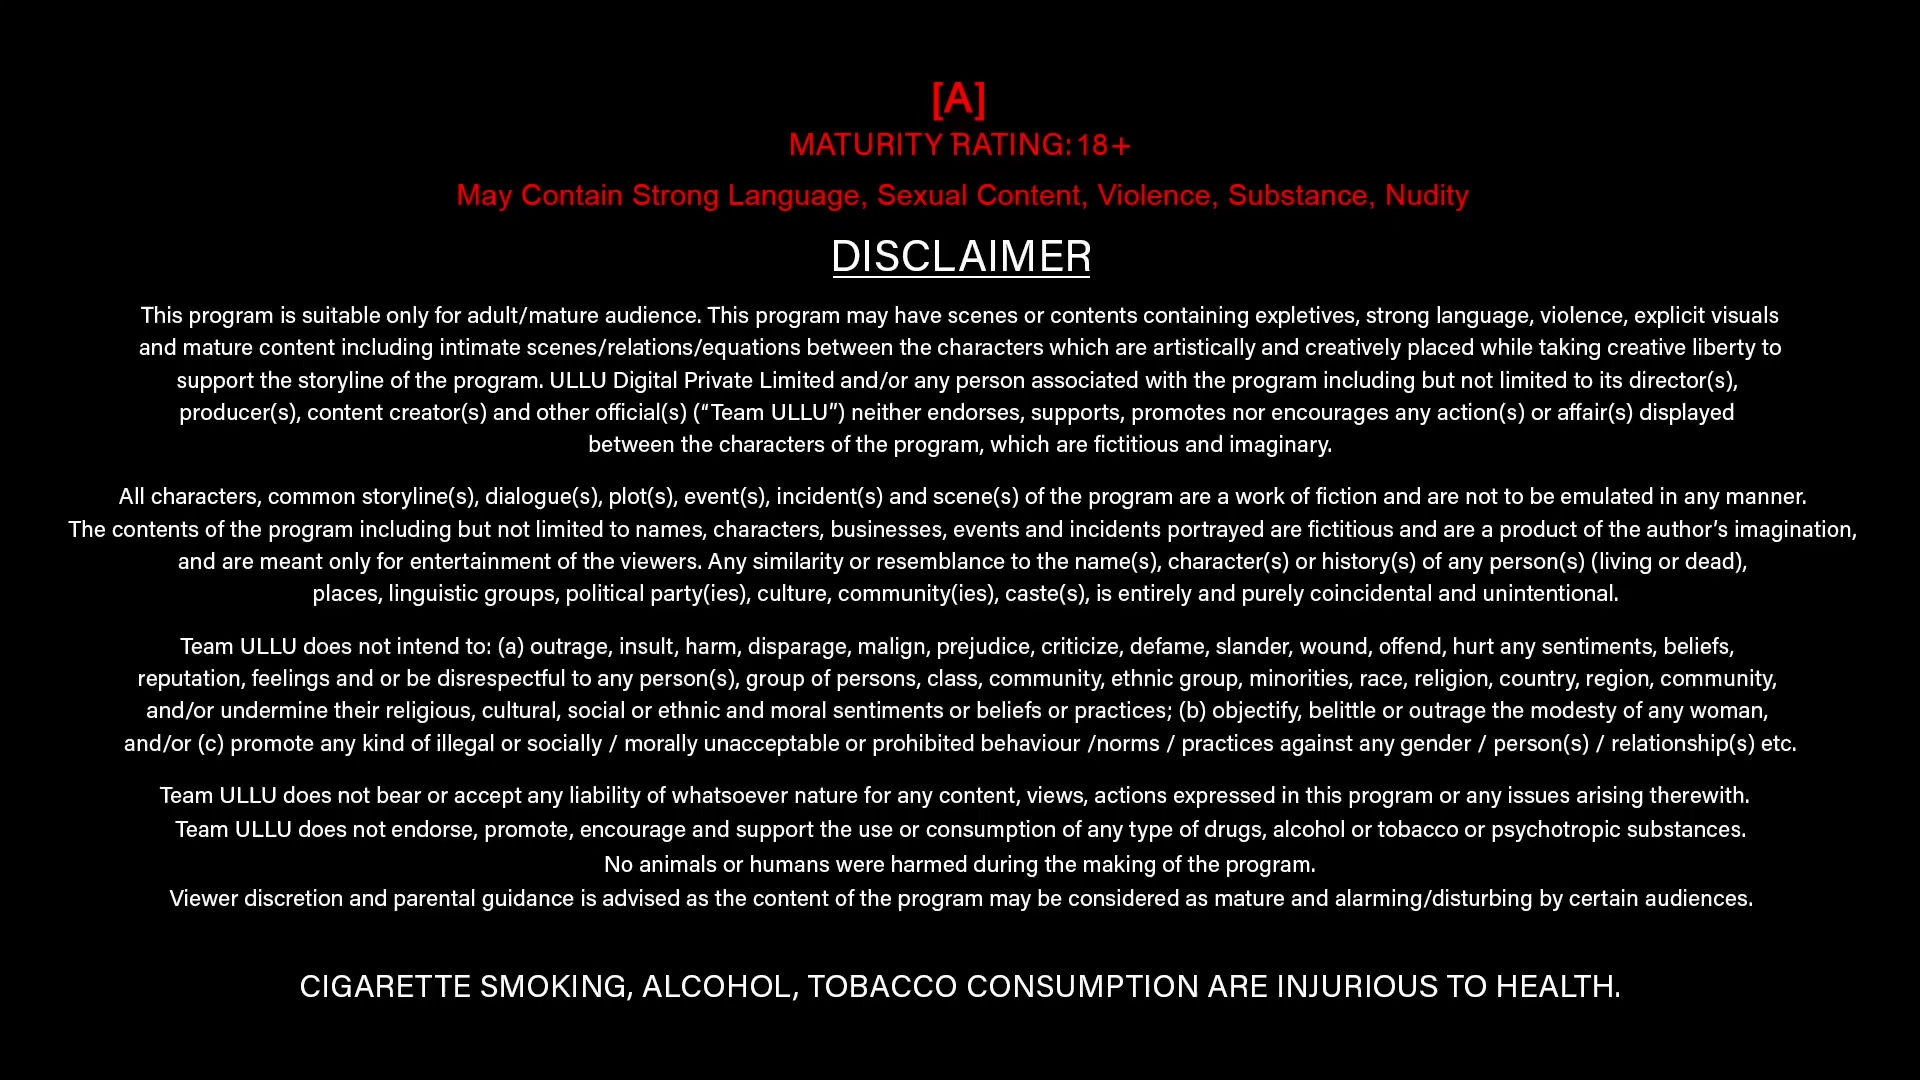 [A]
MATURITY RATING:18+
May Contain Strong Language, Sexual Content, Violence, Substance, Nudity
DISCLAIMER
This program is suitable only for adult/mature audience. This program may have scenes or contents containing expletives, strong language, violence, explicit visuals
and mature content including intimate scenes/relations/equations between the characters which are artistically and creatively placed while taking creative liberty to
support the storyline of the program. ULLU Digital Private Limited and/or any person associated with the program including but not limited to its director(s),
producer(s), content creator(s) and other official(s) (“Team ULLU”) neither endorses, supports, promotes nor encourages any action(s) or affair(s) displayed
between the characters of the program, which are fictitious and imaginary.
All characters, common storyline(s), dialogue(s), plot(s), event(s), incident(s) and scene(s) of the program are a work of fiction and are not to be emulated in any manner.
The contents of the program including but not limited to names, characters, businesses, events and incidents portrayed are fictitious and are a product of the author’s imagination,
and are meant only for entertainment of the viewers. Any similarity or resemblance to the name(s), character(s) or history(s) of any person(s) (living or dead),
places, linguistic groups, political party(ies), culture, community(ies), caste(s), is entirely and purely coincidental and unintentional.
Team ULLU does not intend to: (a) outrage, insult, harm, disparage, malign, prejudice, criticize, defame, slander, wound, offend, hurt any sentiments, beliefs,
reputation, feelings and or be disrespectful to any person(s), group of persons, class, community, ethnic group, minorities, race, religion, country, region, community,
and/or undermine their religious, cultural, social or ethnic and moral sentiments or beliefs or practices; (b) objectify, belittle or outrage the modesty of any woman,
and/or (c) promote any kind of illegal or socially / morally unacceptable or prohibited behaviour /norms / practices against any gender / person(s) / relationship(s) etc.
Team ULLU does not bear or accept any liability of whatsoever nature for any content, views, actions expressed in this program or any issues arising therewith.
Team ULLU does not endorse, promote, encourage and support the use or consumption of any type of drugs, alcohol or tobacco or psychotropic substances.
No animals or humans were harmed during the making of the program.
Viewer discretion and parental guidance is advised as the content of the program may be considered as mature and alarming/disturbing by certain audiences.
CIGARETTE SMOKING, ALCOHOL, TOBACCO CONSUMPTION ARE INJURIOUS TO HEALTH.